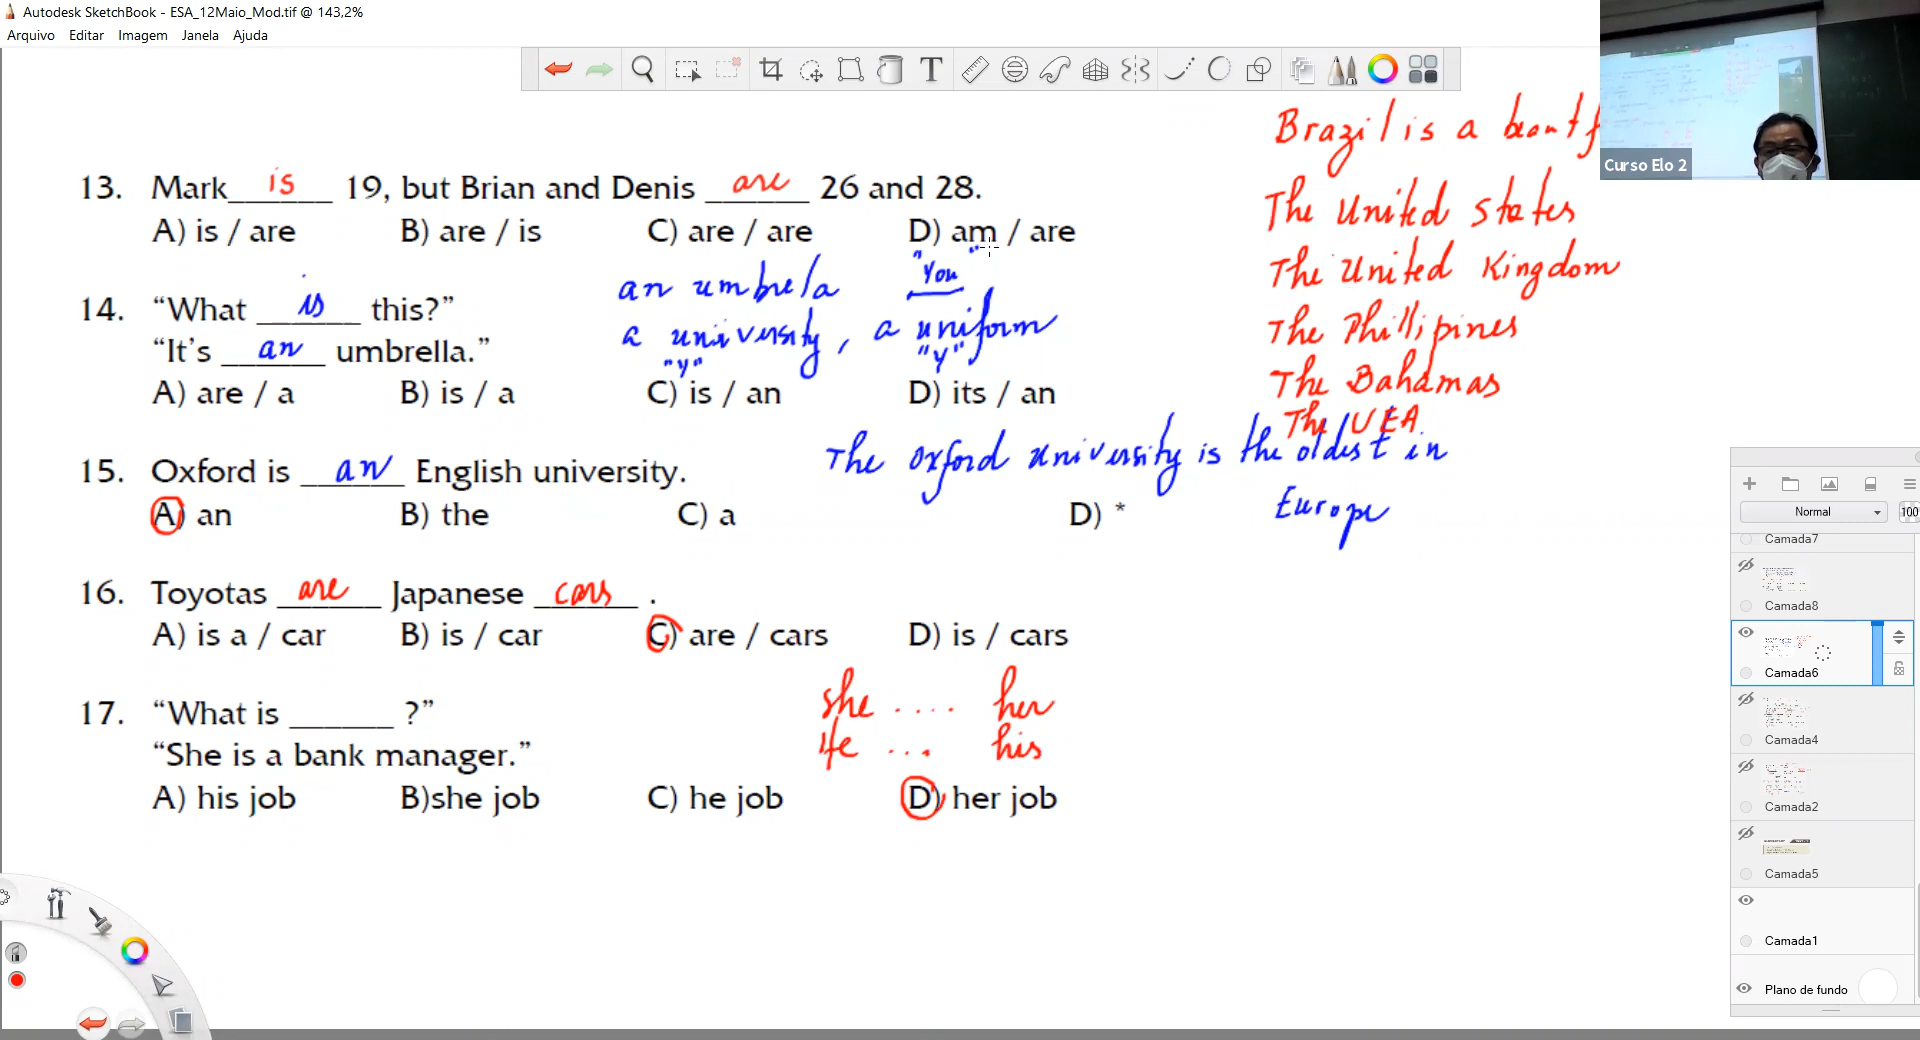 Autodesk SketchBook - ESA_12Maio_Mod.tif @ 143,2%
Arquivo Editar Imagem Janela Ajuda
Curso Elo 2
Brazil is a
The United States
The United Kingdom
The Phillipines
The Bahamas
The UEA
13. Mark is 19, but Brian and Denis are 26 and 28.
A) is / are B) are / is C) are / are D) am / are
an umbrela "You"
a university, a uniform
"y" "y"
14. “What is this?”
“It’s an umbrella.”
A) are / a B) is / a C) is / an D) its / an
The Oxford university is the oldest in
Europe
15. Oxford is an English university.
A) an B) the C) a D) *
16. Toyotas are Japanese cars .
A) is a / car B) is / car C) are / cars D) is / cars
she .... her
He ... his
17. “What is ______ ?”
“She is a bank manager.”
A) his job B)she job C) he job D) her job
Normal 100
Camada7
Camada8
Camada6
Camada4
Camada2
Camada5
Camada1
Plano de fundo